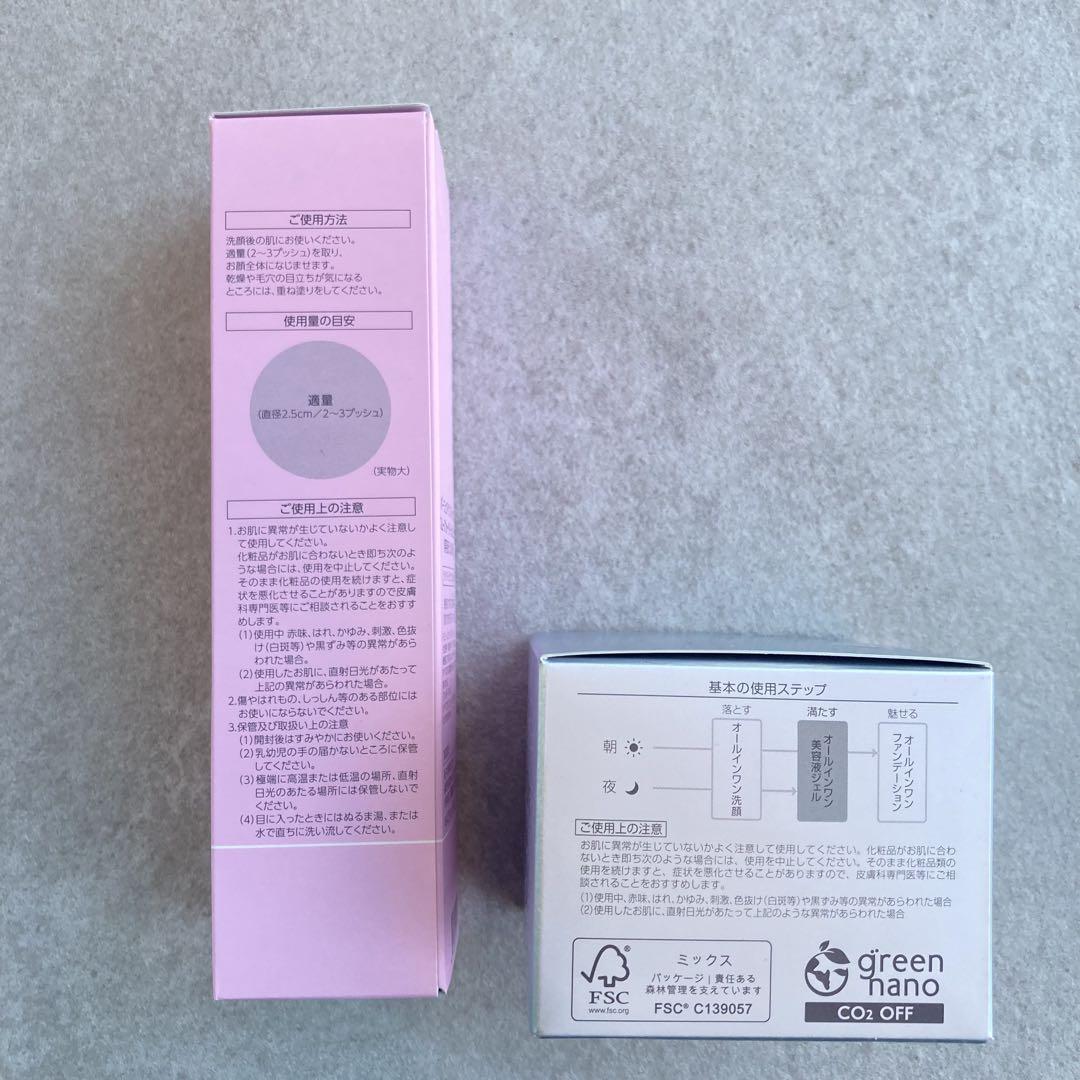 ご使用方法
洗顔後の肌にお使いください。
適量(2〜3プッシュ)を取り、
お顔全体になじませます。
乾燥や毛穴の目立ちが気になる
ところには、重ね塗りをしてください。
使用量の目安
適量
(直径2.5cm/2〜3プッシュ)
(実物大)
ご使用上の注意
1.お肌に異常が生じていないかよく注意し
て使用してください。
化粧品がお肌に合わないとき即ち次のよ
うな場合には、使用を中止してください。
そのまま化粧品の使用を続けますと、症
状を悪化させることがありますので皮膚
科専門医等にご相談されることをおすす
めします。
(1)使用中 赤味、はれ、かゆみ、刺激、色抜
け(白斑等)や黒ずみ等の異常があら
われた場合。
(2)使用したお肌に、直射日光があたって
上記の異常があらわれた場合。
2.傷やはれもの、しっしん等のある部位には
お使いにならないでください。
3.保管及び取扱い上の注意
(1)開封後はすみやかにお使いください。
(2)乳幼児の手の届かないところに保管
してください。
(3)極端に高温または低温の場所、直射
日光のあたる場所には保管しないで
ください。
(4)目に入ったときにはぬるま湯、または
水で直ちに洗い流してください。
基本の使用ステップ
落とす 満たす 魅せる
朝
夜
オールインワン洗顔
オールインワン
美容液ジェル
オールインワン
ファンデーション
ご使用上の注意
お肌に異常が生じていないかよく注意して使用してください。化粧品がお肌に合わ
ないとき即ち次のような場合には、使用を中止してください。そのまま化粧品類の
使用を続けますと、症状を悪化させることがありますので、皮膚科専門医等にご相
談されることをおすすめします。
(1)使用中、赤味、はれ、かゆみ、刺激、色抜け(白斑等)や黒ずみ等の異常があらわれた場合
(2)使用したお肌に、直射日光があたって上記のような異常があらわれた場合
FSC
www.fsc.org
ミックス
パッケージ|責任ある
森林管理を支えています
FSC® C139057
green
nano
CO2 OFF